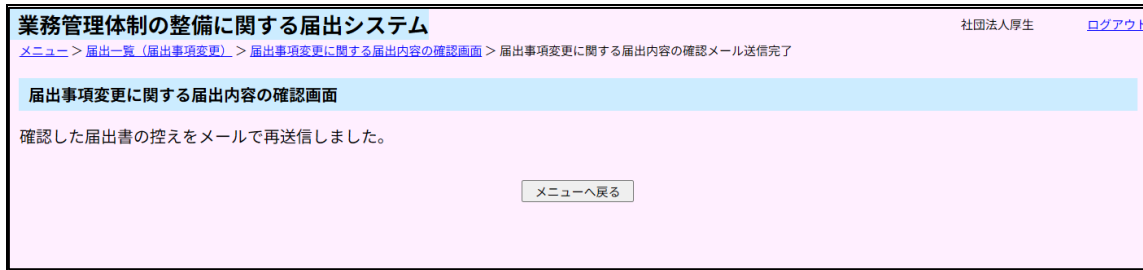 業務管理体制の整備に関する届出システム
社団法人厚生 ログアウト
メニュー > 届出一覧（届出事項変更） > 届出事項変更に関する届出内容の確認画面 > 届出事項変更に関する届出内容の確認メール送信完了
届出事項変更に関する届出内容の確認画面
確認した届出書の控えをメールで再送信しました。
メニューへ戻る